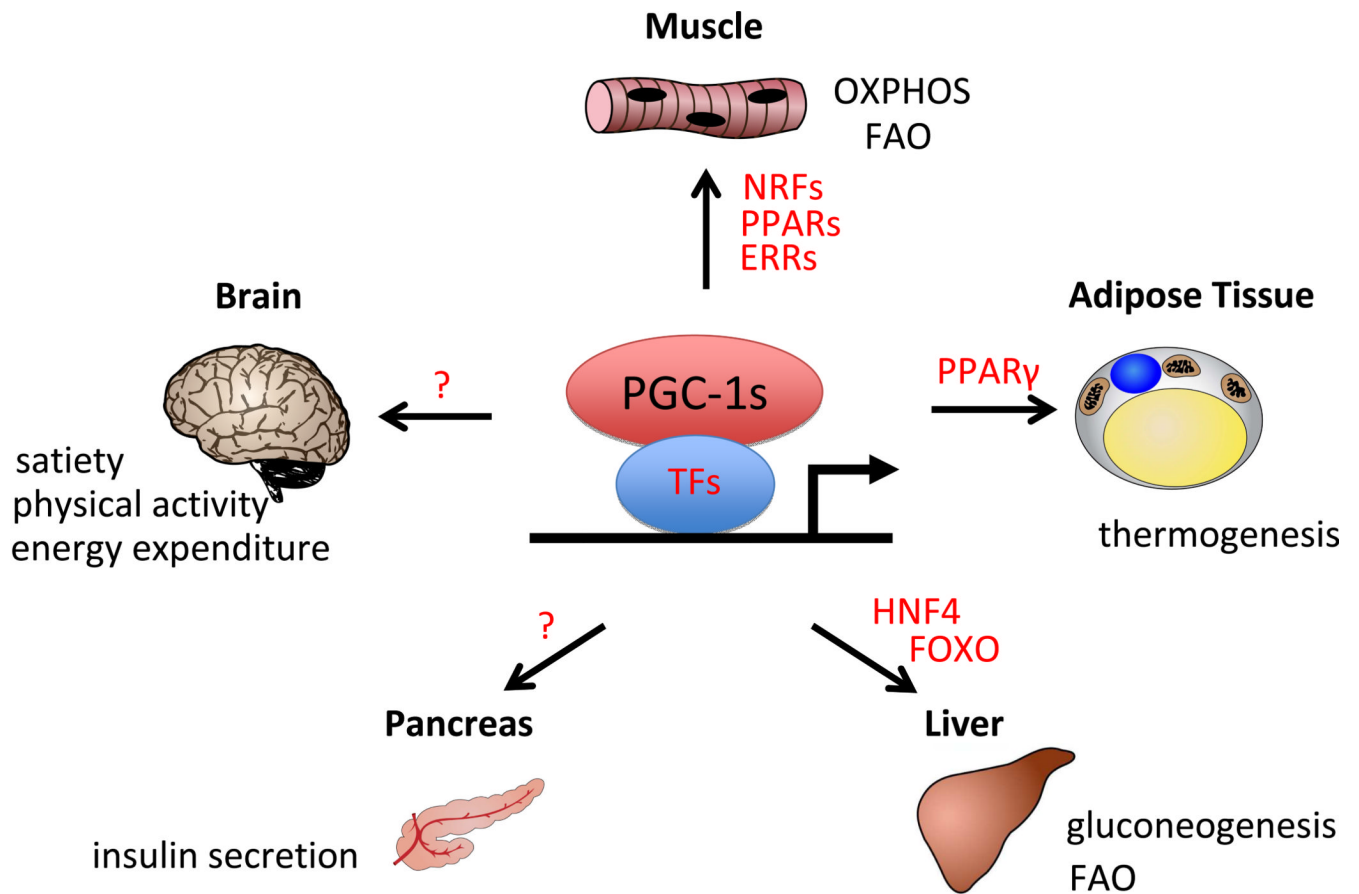 Muscle
OXPHOS
FAO
NRFs
PPARs
ERRs
Brain
?
satiety
physical activity
energy expenditure
PGC-1s
TFs
Adipose Tissue
PPARγ
thermogenesis
?
Pancreas
insulin secretion
HNF4
FOXO
Liver
gluconeogenesis
FAO